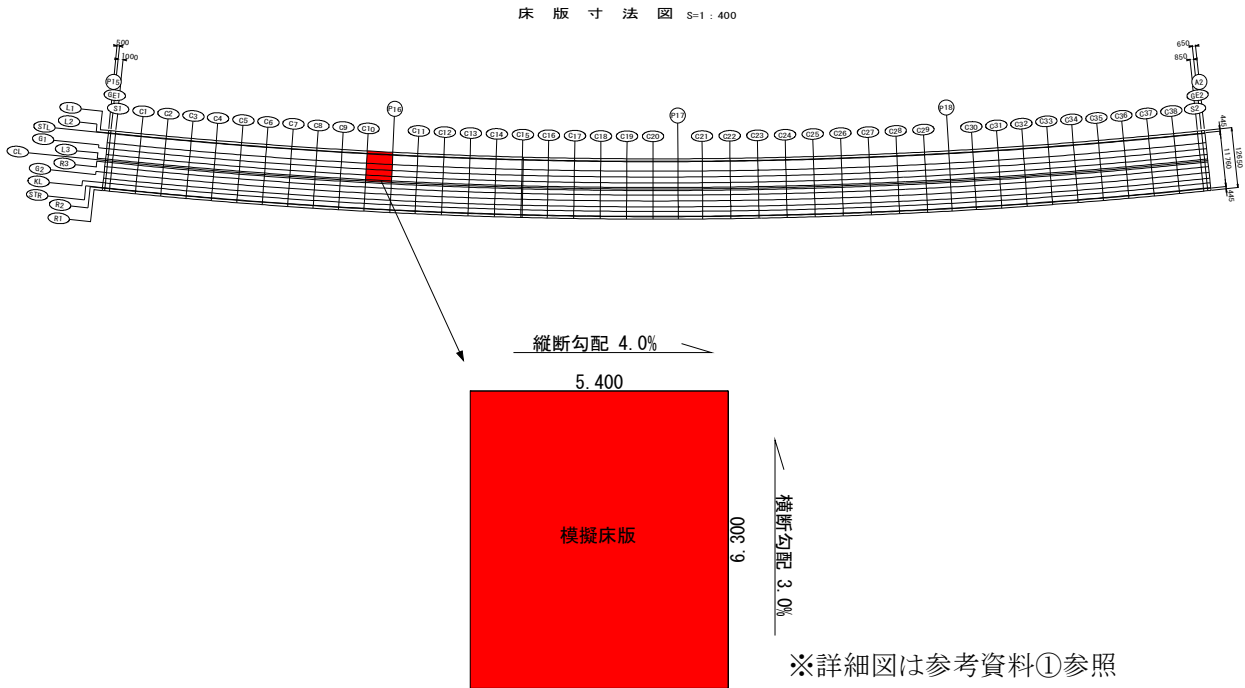 床 版 寸 法 図 S=1 : 400
500
1000
P15
GE1
S1
L1
L2
STL
G1
CL
L3
R3
G2
KL
STR
R2
R1
C1
C2
C3
C4
C5
C6
C7
C8
C9
C10
P16
C11
C12
C13
C14
C15
C16
C17
C18
C19
C20
P17
C21
C22
C23
C24
C25
C26
C27
C28
C29
P18
C30
C31
C32
C33
C34
C35
C36
C37
C38
S2
GE2
A2
650
850
445
11760
12650
445
縦断勾配 4.0%
5.400
模擬床版
6.300
横断勾配 3.0%
※詳細図は参考資料①参照